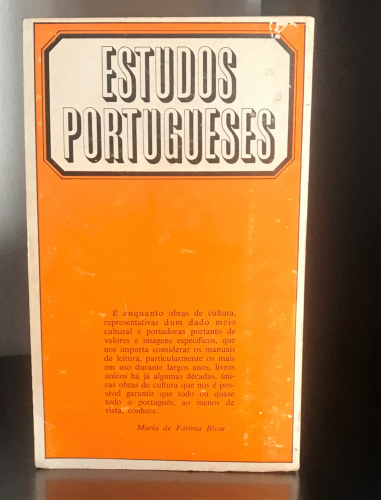 ESTUDOS
PORTUGUESES
É enquanto obras de cultura,
representativas dum dado meio
cultural e portadoras portanto de
valores e imagens específicos, que
nos importa considerar os manuais
de leitura, particularmente os mais
em uso durante largos anos, livros
únicos há já algumas décadas, úni-
cas obras de cultura que nos é pos-
sível garantir que todo ou quase
todo o português, ao menos de
vista, conhece.
Maria de Fátima Bívar